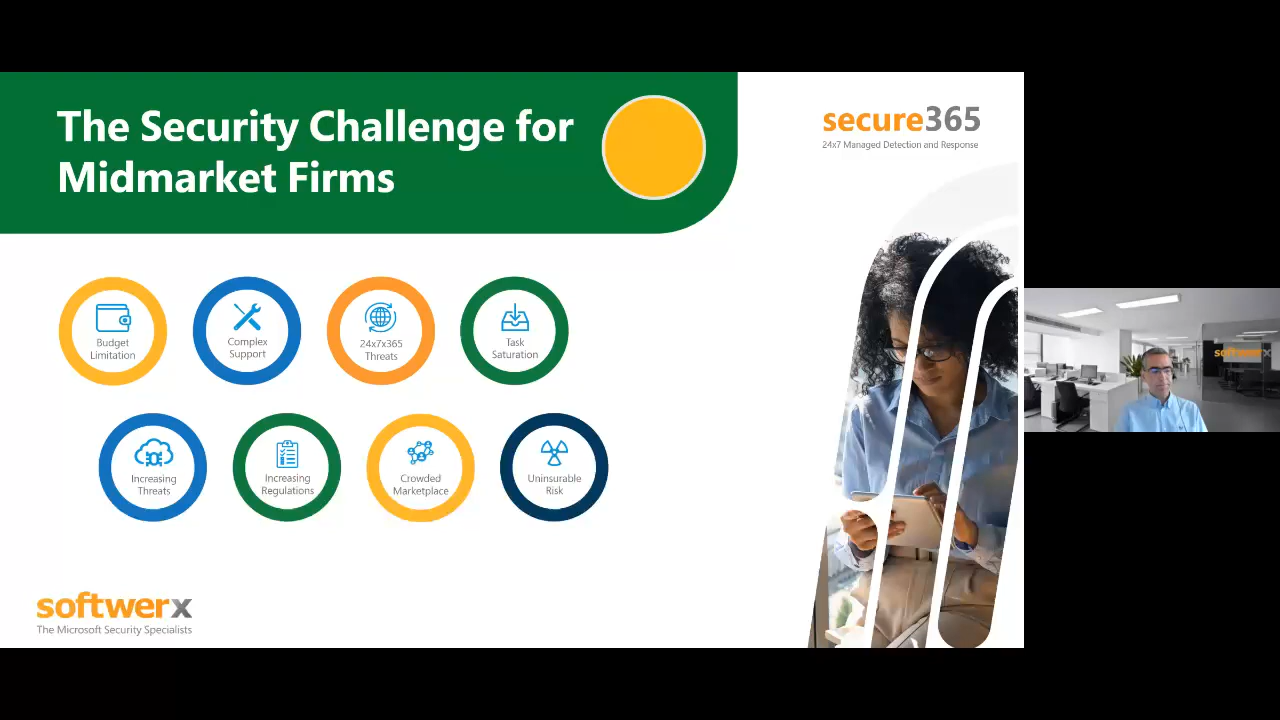 The Security Challenge for
Midmarket Firms
secure365
24x7 Managed Detection and Response
Budget
Limitation
Complex
Support
24x7x365
Threats
Task
Saturation
Increasing
Threats
Increasing
Regulations
Crowded
Marketplace
Uninsurable
Risk
softwerx
The Microsoft Security Specialists
softwerx